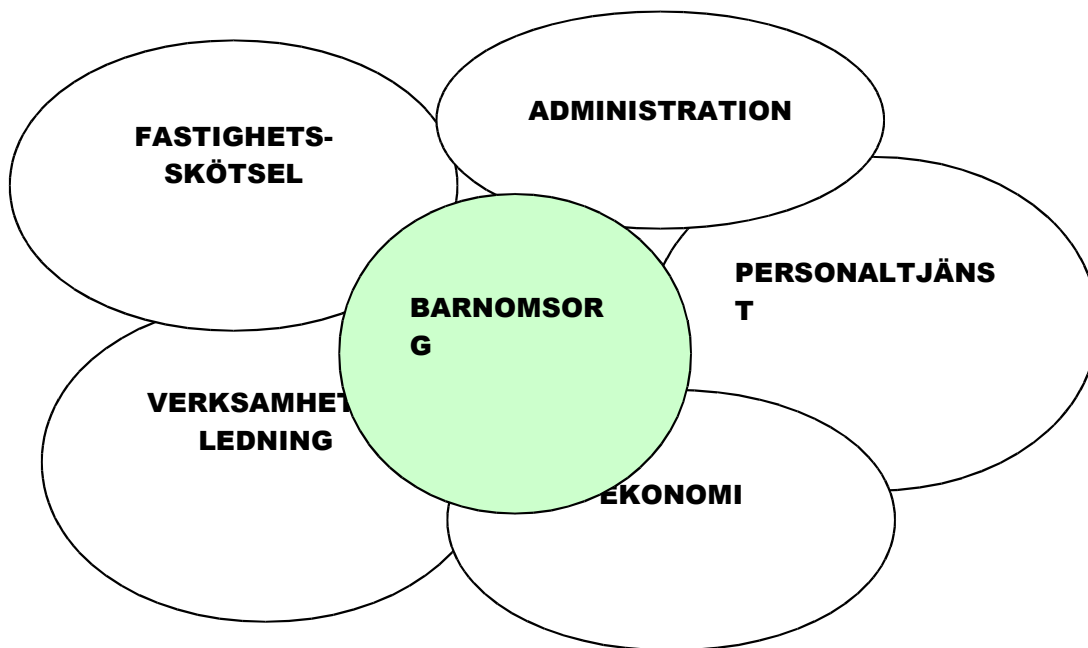 FASTIGHETS-
SKÖTSEL
ADMINISTRATION
PERSONALTJÄNS
T
BARNOMSOR
G
VERKSAMHET
LEDNING
EKONOMI